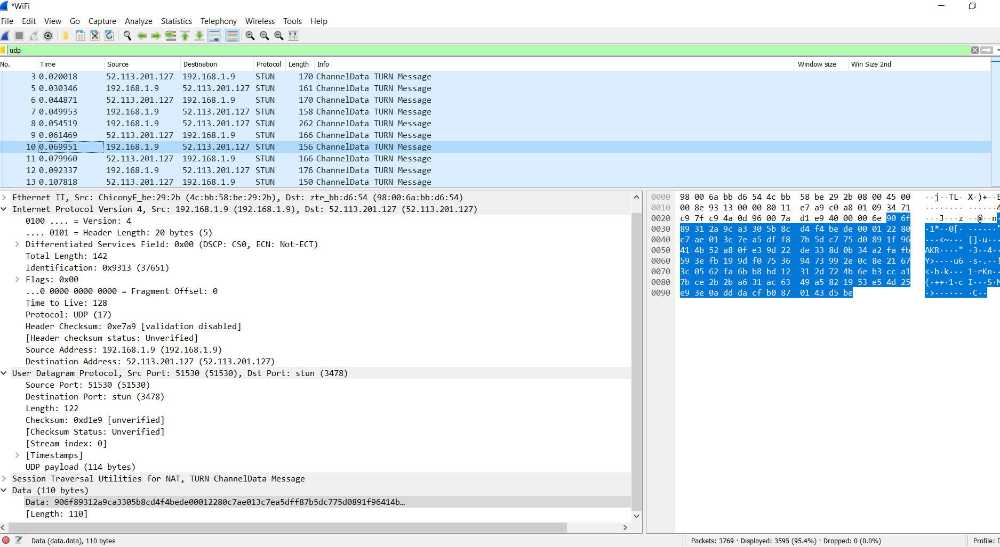 *WiFi
File Edit View Go Capture Analyze Statistics Telephony Wireless Tools Help
udp
No. Time Source Destination Protocol Length Info Window size Win Size 2nd
3 0.020018 52.113.201.127 192.168.1.9 STUN 170 ChannelData TURN Message
5 0.030346 192.168.1.9 52.113.201.127 STUN 161 ChannelData TURN Message
6 0.044871 52.113.201.127 192.168.1.9 STUN 170 ChannelData TURN Message
7 0.049953 192.168.1.9 52.113.201.127 STUN 158 ChannelData TURN Message
8 0.054519 192.168.1.9 52.113.201.127 STUN 262 ChannelData TURN Message
9 0.061469 52.113.201.127 192.168.1.9 STUN 166 ChannelData TURN Message
10 0.069951 192.168.1.9 52.113.201.127 STUN 156 ChannelData TURN Message
11 0.079960 52.113.201.127 192.168.1.9 STUN 166 ChannelData TURN Message
12 0.092337 192.168.1.9 52.113.201.127 STUN 176 ChannelData TURN Message
13 0.107818 52.113.201.127 192.168.1.9 STUN 150 ChannelData TURN Message
Ethernet II, Src: ChiconyE_be:29:2b (4c:bb:58:be:29:2b), Dst: zte_bb:d6:54 (98:00:6a:bb:d6:54)
Internet Protocol Version 4, Src: 192.168.1.9 (192.168.1.9), Dst: 52.113.201.127 (52.113.201.127)
0100 .... = Version: 4
.... 0101 = Header Length: 20 bytes (5)
Differentiated Services Field: 0x00 (DSCP: CS0, ECN: Not-ECT)
Total Length: 142
Identification: 0x9313 (37651)
Flags: 0x00
...0 0000 0000 0000 = Fragment Offset: 0
Time to Live: 128
Protocol: UDP (17)
Header Checksum: 0xe7a9 [validation disabled]
[Header checksum status: Unverified]
Source Address: 192.168.1.9 (192.168.1.9)
Destination Address: 52.113.201.127 (52.113.201.127)
User Datagram Protocol, Src Port: 51530 (51530), Dst Port: stun (3478)
Source Port: 51530 (51530)
Destination Port: stun (3478)
Length: 122
Checksum: 0xd1e9 [unverified]
[Checksum Status: Unverified]
[Stream index: 0]
[Timestamps]
UDP payload (114 bytes)
Session Traversal Utilities for NAT, TURN ChannelData Message
Data (110 bytes)
Data: 906f89312a9ca3305b8cd4f4bede00012280c7ae013c7ea5dff87b5dc775d0891f96414b…
[Length: 110]
0000 98 00 6a bb d6 54 4c bb 58 be 29 2b 08 00 45 00 ··j··TL· X·)+··E
0010 00 8e 93 13 00 00 80 11 e7 a9 c0 a8 01 09 34 71 ········ ······4
0020 c9 7f c9 4a 0d 96 00 7a d1 e9 40 00 00 6e 90 6f ···J···z ··@··n·
0030 89 31 2a 9c a3 30 5b 8c d4 f4 be de 00 01 22 80 ·1*··0[· ······"
0040 c7 ae 01 3c 7e a5 df f8 7b 5d c7 75 d0 89 1f 96 ···<~··· {]·u···
0050 41 4b 52 a8 0f e3 9d 22 de 33 8d 0b 34 a2 fa fb AKR····" ·3··4··
0060 59 3e fb 19 9d f0 75 36 94 73 99 2e 0c 8e 21 67 Y>····u6 ·s·.··!
0070 3c 05 62 fa 6b b8 bd 12 31 2d 72 4b 6e b3 cc a1 <·b·k··· 1-rKn··
0080 7b ce 2b 2b a6 31 ac 63 49 a5 82 19 53 e5 4d 25 {·++·1·c I···S·M
0090 e9 3e 0a dd da cf b0 87 01 43 d5 be ·>······ ·C··
Data (data.data), 110 bytes
Packets: 3769 · Displayed: 3595 (95.4%) · Dropped: 0 (0.0%)
Profile: